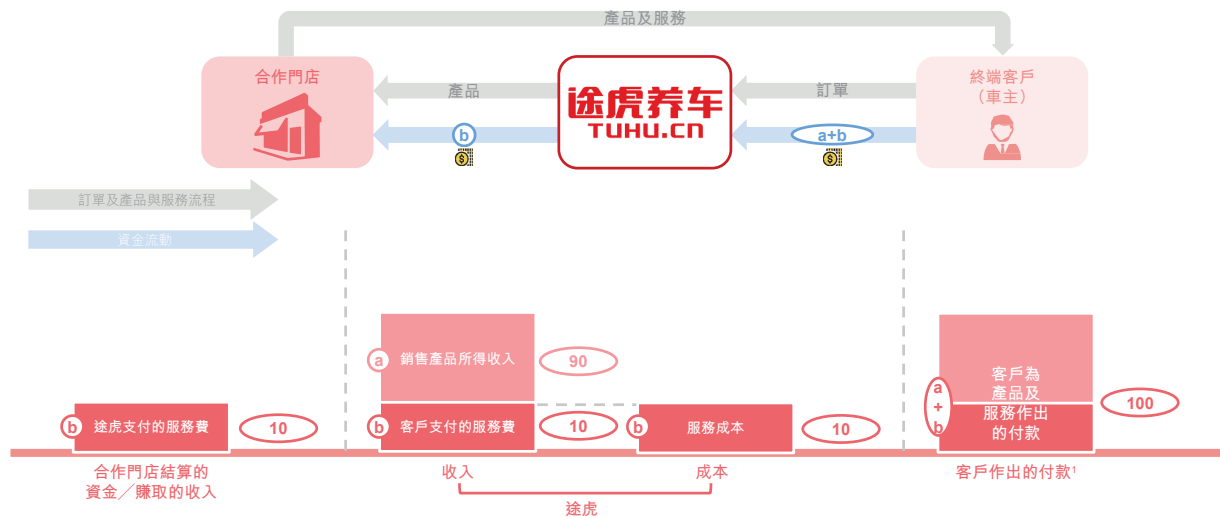 產品及服務
合作門店
產品
途虎养车
TUHU.CN
訂單
終端客戶
（車主）
b
a+b
訂單及產品與服務流程
資金流動
a
銷售產品所得收入
90
客戶為
產品及
服務作出
的付款
a
+
b
100
b
途虎支付的服務費
10
b
客戶支付的服務費
10
b
服務成本
10
合作門店結算的
資金／賺取的收入
收入
成本
客戶作出的付款1
途虎